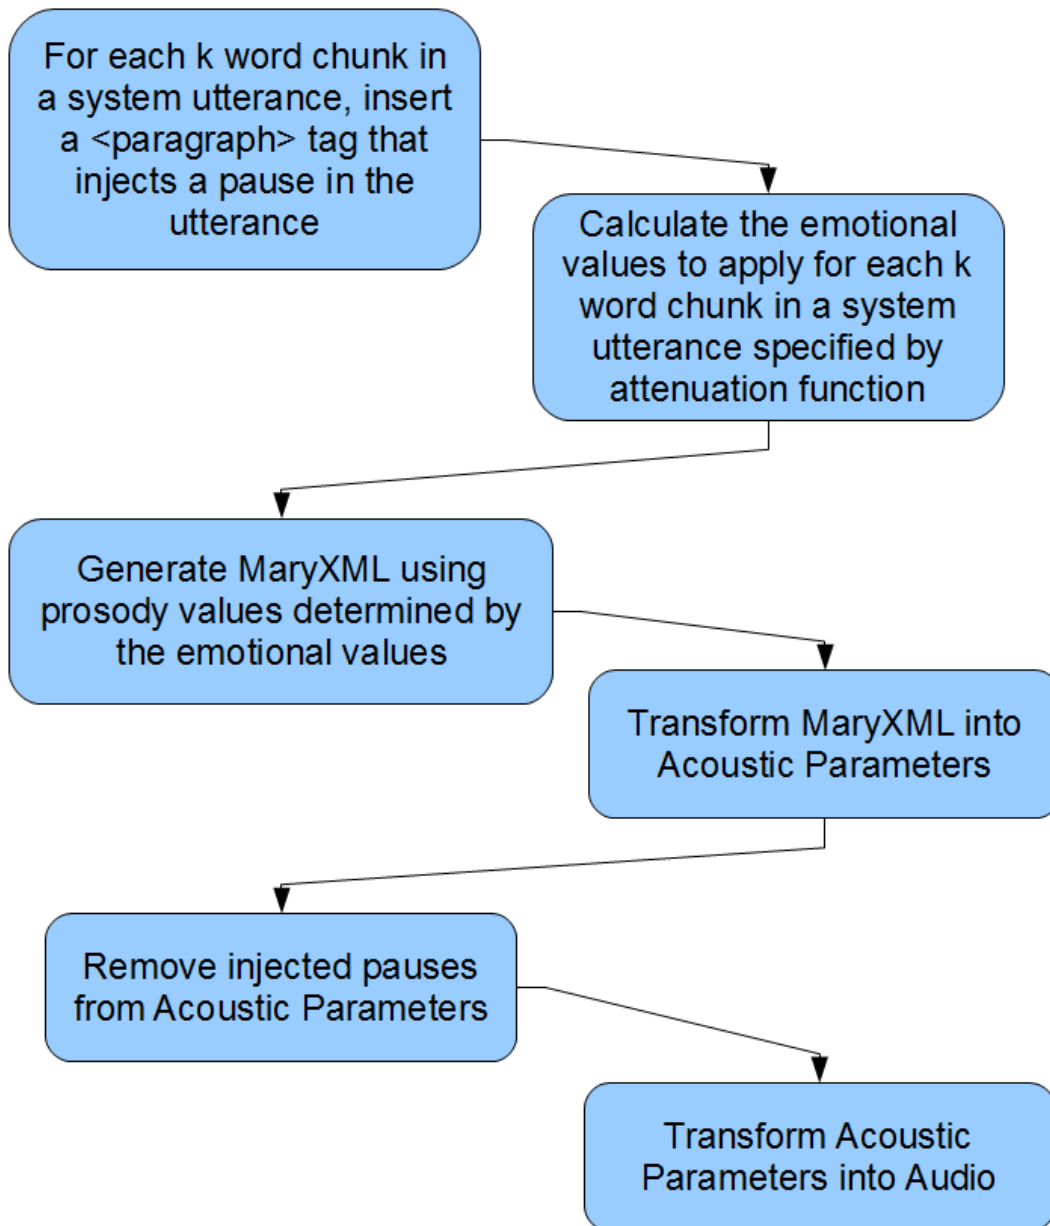 For each k word chunk in
a system utterance, insert
a <paragraph> tag that
injects a pause in the
utterance
Calculate the emotional
values to apply for each k
word chunk in a system
utterance specified by
attenuation function
Generate MaryXML using
prosody values determined by
the emotional values
Transform MaryXML into
Acoustic Parameters
Remove injected pauses
from Acoustic Parameters
Transform Acoustic
Parameters into Audio